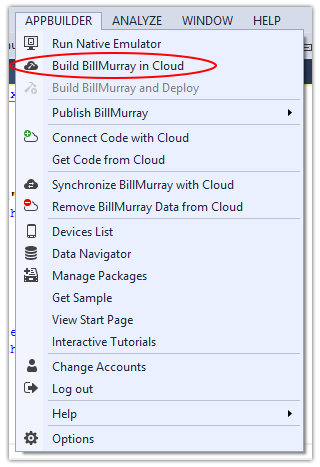 APPBUILDER ANALYZE WINDOW HELP
Run Native Emulator
Build BillMurray in Cloud
Build BillMurray and Deploy
Publish BillMurray
Connect Code with Cloud
Get Code from Cloud
Synchronize BillMurray with Cloud
Remove BillMurray Data from Cloud
Devices List
Data Navigator
Manage Packages
Get Sample
View Start Page
Interactive Tutorials
Change Accounts
Log out
Help
Options